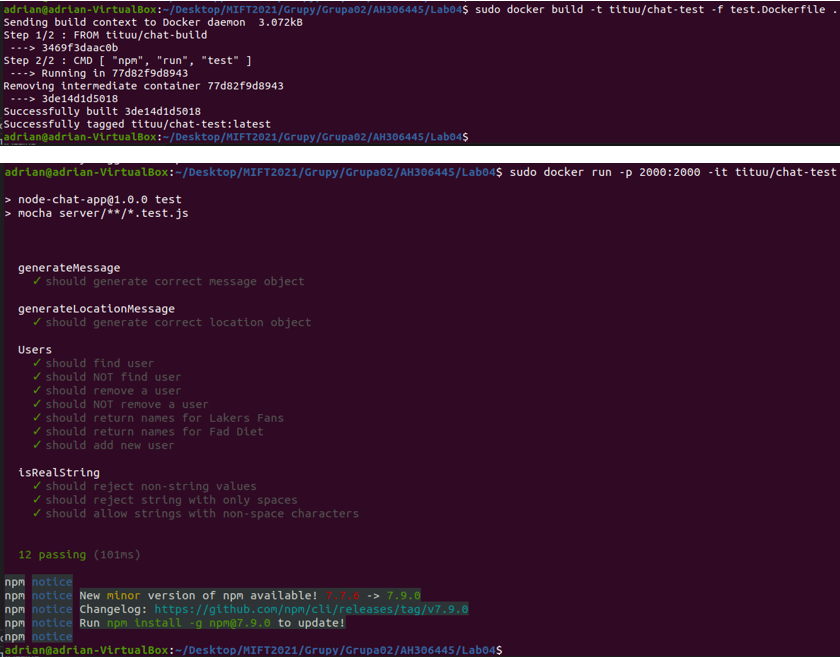 adrian@adrian-VirtualBox:~/Desktop/MIFT2021/Grupy/Grupa02/AH306445/Lab04$ sudo docker build -t tituu/chat-test -f test.Dockerfile .
Sending build context to Docker daemon  3.072kB
Step 1/2 : FROM tituu/chat-build
 ---> 3469f3daac0b
Step 2/2 : CMD [ "npm", "run", "test" ]
 ---> Running in 77d82f9d8943
Removing intermediate container 77d82f9d8943
 ---> 3de14d1d5018
Successfully built 3de14d1d5018
Successfully tagged tituu/chat-test:latest
adrian@adrian-VirtualBox:~/Desktop/MIFT2021/Grupy/Grupa02/AH306445/Lab04$
adrian@adrian-VirtualBox:~/Desktop/MIFT2021/Grupy/Grupa02/AH306445/Lab04$ sudo docker run -p 2000:2000 -it tituu/chat-test
> node-chat-app@1.0.0 test
> mocha server/**/*.test.js
generateMessage
✓ should generate correct message object
generateLocationMessage
✓ should generate correct location object
Users
✓ should find user
✓ should NOT find user
✓ should remove a user
✓ should NOT remove a user
✓ should return names for Lakers Fans
✓ should return names for Fad Diet
✓ should add new user
isRealString
✓ should reject non-string values
✓ should reject string with only spaces
✓ should allow strings with non-space characters
12 passing (101ms)
npm notice
npm notice New minor version of npm available! 7.7.6 -> 7.9.0
npm notice Changelog: https://github.com/npm/cli/releases/tag/v7.9.0
npm notice Run npm install -g npm@7.9.0 to update!
npm notice
adrian@adrian-VirtualBox:~/Desktop/MIFT2021/Grupy/Grupa02/AH306445/Lab04$